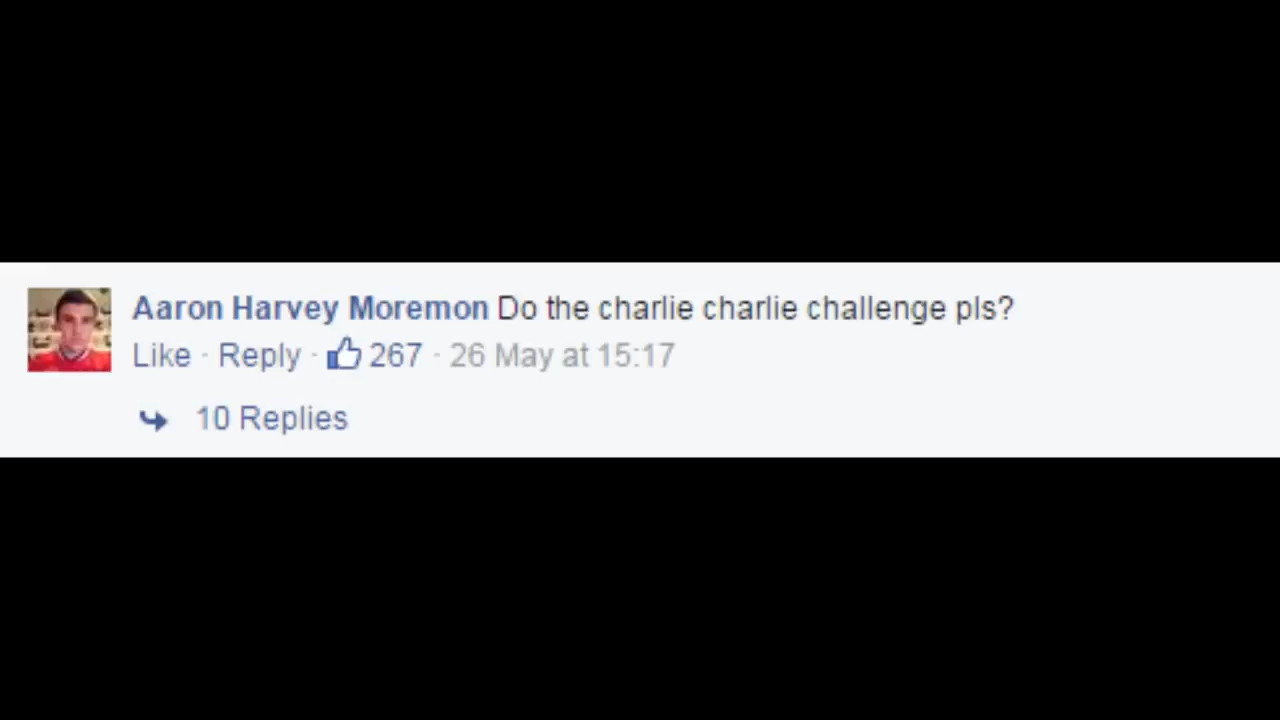 Aaron Harvey Moremon Do the charlie charlie challenge pls?
Like · Reply · 267 · 26 May at 15:17
10 Replies